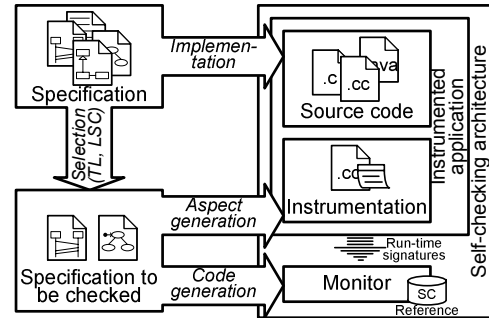 Implemen-
tation
.c
.cc
java
Specification
Source code
Selection
(TL, LSC)
Instrumented
application
Self-checking architecture
.cc
Aspect
generation
Instrumentation
Run-time
signatures
Specification to
be checked
Code
generation
Monitor
SC
Reference